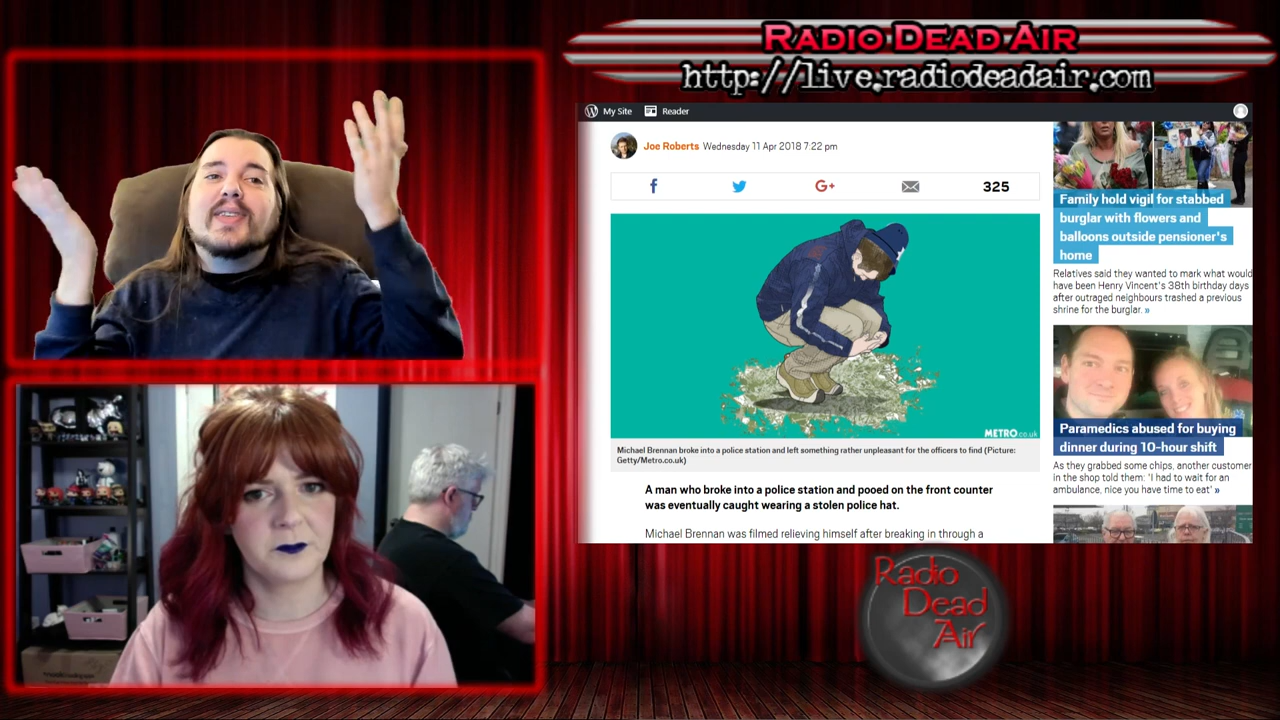 RADIO DEAD AIR
http://live.radiodeadair.com
My Site
Reader
Joe Roberts Wednesday 11 Apr 2018 7:22 pm
f
G+
325
METRO.co.uk
Michael Brennan broke into a police station and left something rather unpleasant for the officers to find (Picture:
Getty/Metro.co.uk)
A man who broke into a police station and pooed on the front counter
was eventually caught wearing a stolen police hat.
Michael Brennan was filmed relieving himself after breaking in through a
Family hold vigil for stabbed
burglar with flowers and
balloons outside pensioner's
home
Relatives said they wanted to mark what would
have been Henry Vincent's 38th birthday days
after outraged neighbours trashed a previous
shrine for the burglar. »
Paramedics abused for buying
dinner during 10-hour shift
As they grabbed some chips, another customer
in the shop told them: 'I had to wait for an
ambulance, nice you have time to eat' »
Radio
Dead
Air